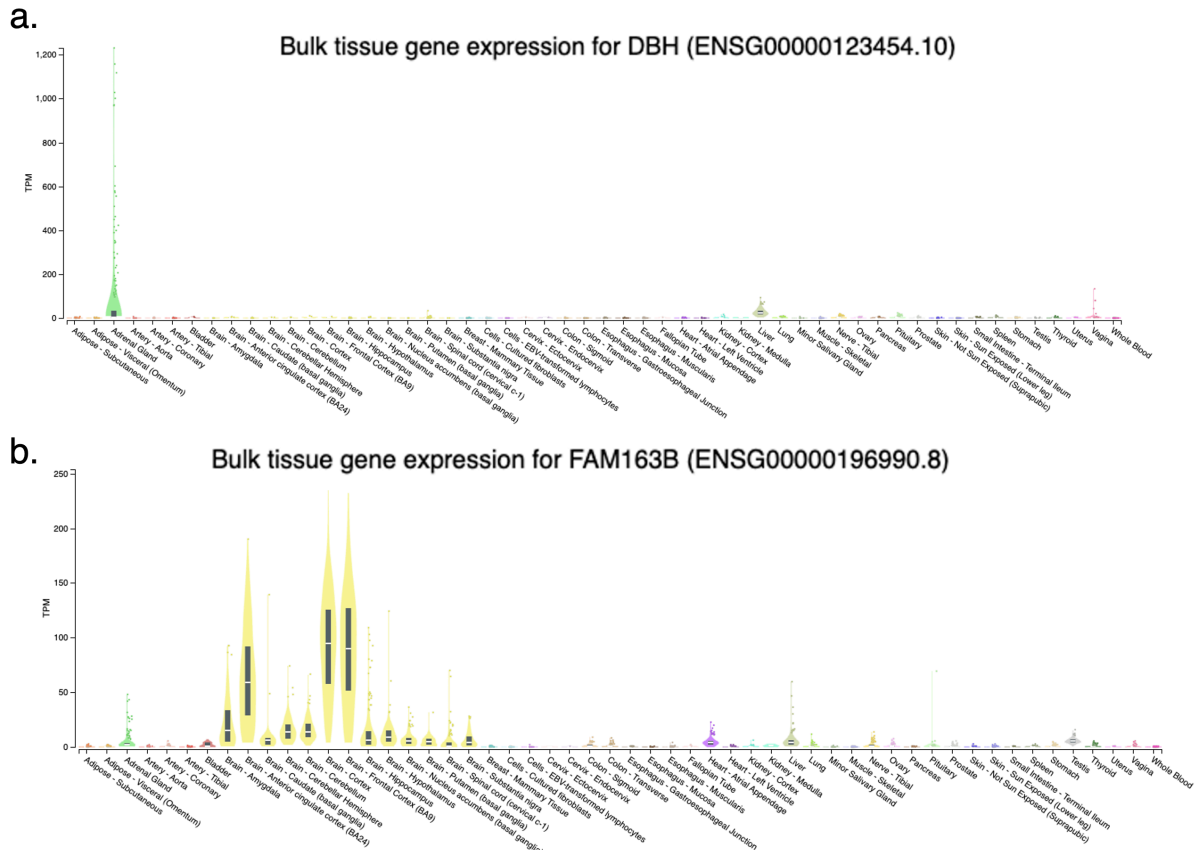 a.
Bulk tissue gene expression for DBH (ENSG00000123454.10)
1,200
1,000
800
600
400
200
0
TPM
Adipose - Subcutaneous
Adipose - Visceral (Omentum)
Adrenal Gland
Artery - Aorta
Artery - Coronary
Artery - Tibial
Bladder
Brain - Amygdala
Brain - Anterior cingulate cortex (BA24)
Brain - Caudate (basal ganglia)
Brain - Cerebellar Hemisphere
Brain - Cerebellum
Brain - Cortex
Brain - Frontal Cortex (BA9)
Brain - Hippocampus
Brain - Hypothalamus
Brain - Nucleus accumbens (basal ganglia)
Brain - Putamen (basal ganglia)
Brain - Spinal cord (cervical c-1)
Brain - Substantia nigra
Breast - Mammary Tissue
Cells - Cultured fibroblasts
Cells - EBV-transformed lymphocytes
Cervix - Ectocervix
Cervix - Endocervix
Colon - Sigmoid
Colon - Transverse
Esophagus - Gastroesophageal Junction
Esophagus - Mucosa
Esophagus - Muscularis
Fallopian Tube
Heart - Atrial Appendage
Heart - Left Ventricle
Kidney - Cortex
Kidney - Medulla
Liver
Lung
Minor Salivary Gland
Muscle - Skeletal
Nerve - Tibial
Ovary
Pancreas
Pituitary
Prostate
Skin - Not Sun Exposed (Suprapubic)
Skin - Sun Exposed (Lower leg)
Small Intestine - Terminal Ileum
Spleen
Stomach
Testis
Thyroid
Uterus
Vagina
Whole Blood
b.
Bulk tissue gene expression for FAM163B (ENSG00000196990.8)
250
200
150
100
50
0
TPM
Adipose - Subcutaneous
Adipose - Visceral (Omentum)
Adrenal Gland
Artery - Aorta
Artery - Coronary
Artery - Tibial
Bladder
Brain - Amygdala
Brain - Anterior cingulate cortex (BA24)
Brain - Caudate (basal ganglia)
Brain - Cerebellar Hemisphere
Brain - Cerebellum
Brain - Cortex
Brain - Frontal Cortex (BA9)
Brain - Hippocampus
Brain - Hypothalamus
Brain - Nucleus accumbens (basal ganglia)
Brain - Putamen (basal ganglia)
Brain - Spinal cord (cervical c-1)
Brain - Substantia nigra
Breast - Mammary Tissue
Cells - Cultured fibroblasts
Cells - EBV-transformed lymphocytes
Cervix - Ectocervix
Cervix - Endocervix
Colon - Sigmoid
Colon - Transverse
Esophagus - Gastroesophageal Junction
Esophagus - Mucosa
Esophagus - Muscularis
Fallopian Tube
Heart - Atrial Appendage
Heart - Left Ventricle
Kidney - Cortex
Kidney - Medulla
Liver
Lung
Minor Salivary Gland
Muscle - Skeletal
Nerve - Tibial
Ovary
Pancreas
Pituitary
Prostate
Skin - Not Sun Exposed (Suprapubic)
Skin - Sun Exposed (Lower leg)
Small Intestine - Terminal Ileum
Spleen
Stomach
Testis
Thyroid
Uterus
Vagina
Whole Blood